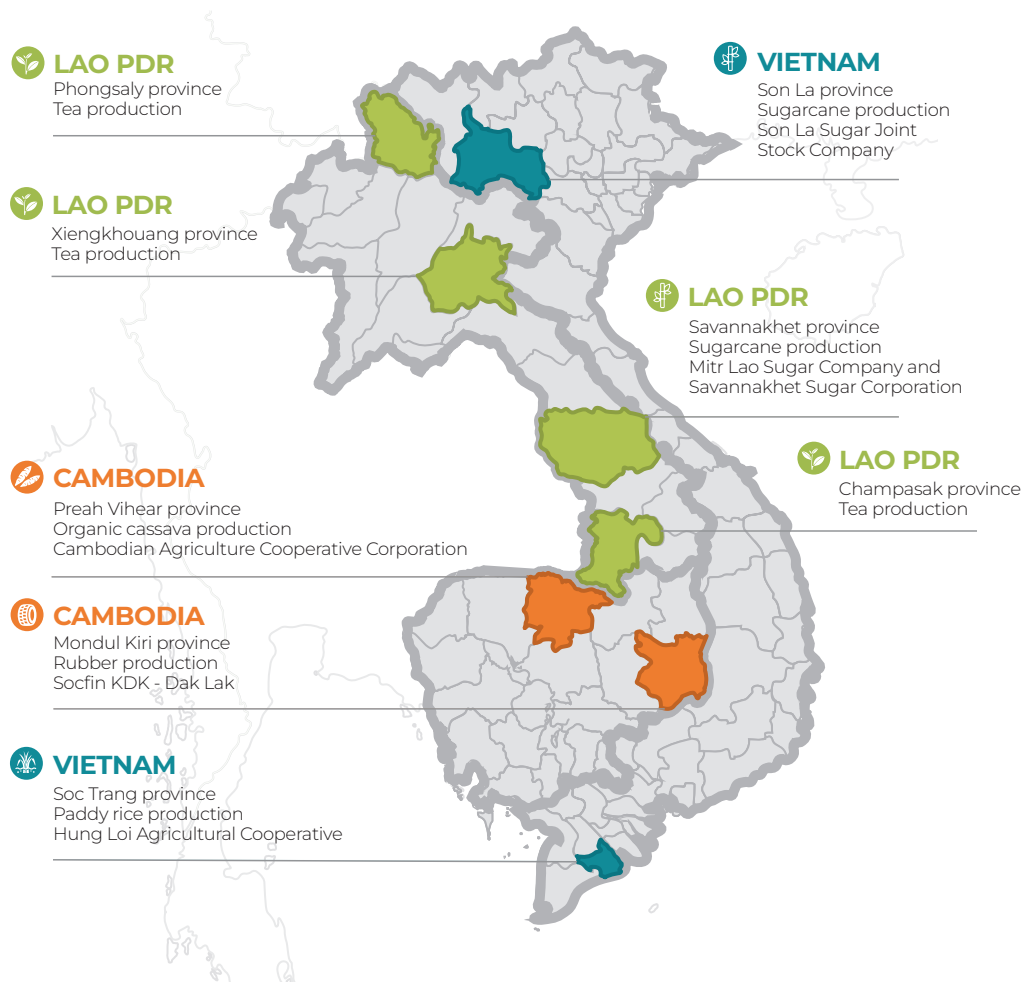 LAO PDR
Phongsaly province
Tea production
VIETNAM
Son La province
Sugarcane production
Son La Sugar Joint
Stock Company
LAO PDR
Xiengkhouang province
Tea production
LAO PDR
Savannakhet province
Sugarcane production
Mitr Lao Sugar Company and
Savannakhet Sugar Corporation
LAO PDR
Champasak province
Tea production
CAMBODIA
Preah Vihear province
Organic cassava production
Cambodian Agriculture Cooperative Corporation
CAMBODIA
Mondul Kiri province
Rubber production
Socfin KDK - Dak Lak
VIETNAM
Soc Trang province
Paddy rice production
Hung Loi Agricultural Cooperative